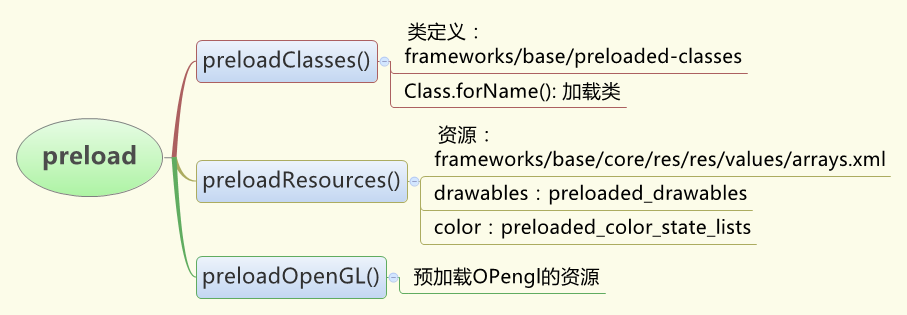 preload
preloadClasses()
类定义：
frameworks/base/preloaded-classes
Class.forName(): 加载类
preloadResources()
资源：
frameworks/base/core/res/res/values/arrays.xml
drawables：preloaded_drawables
color：preloaded_color_state_lists
preloadOpenGL()
预加载OPengl的资源